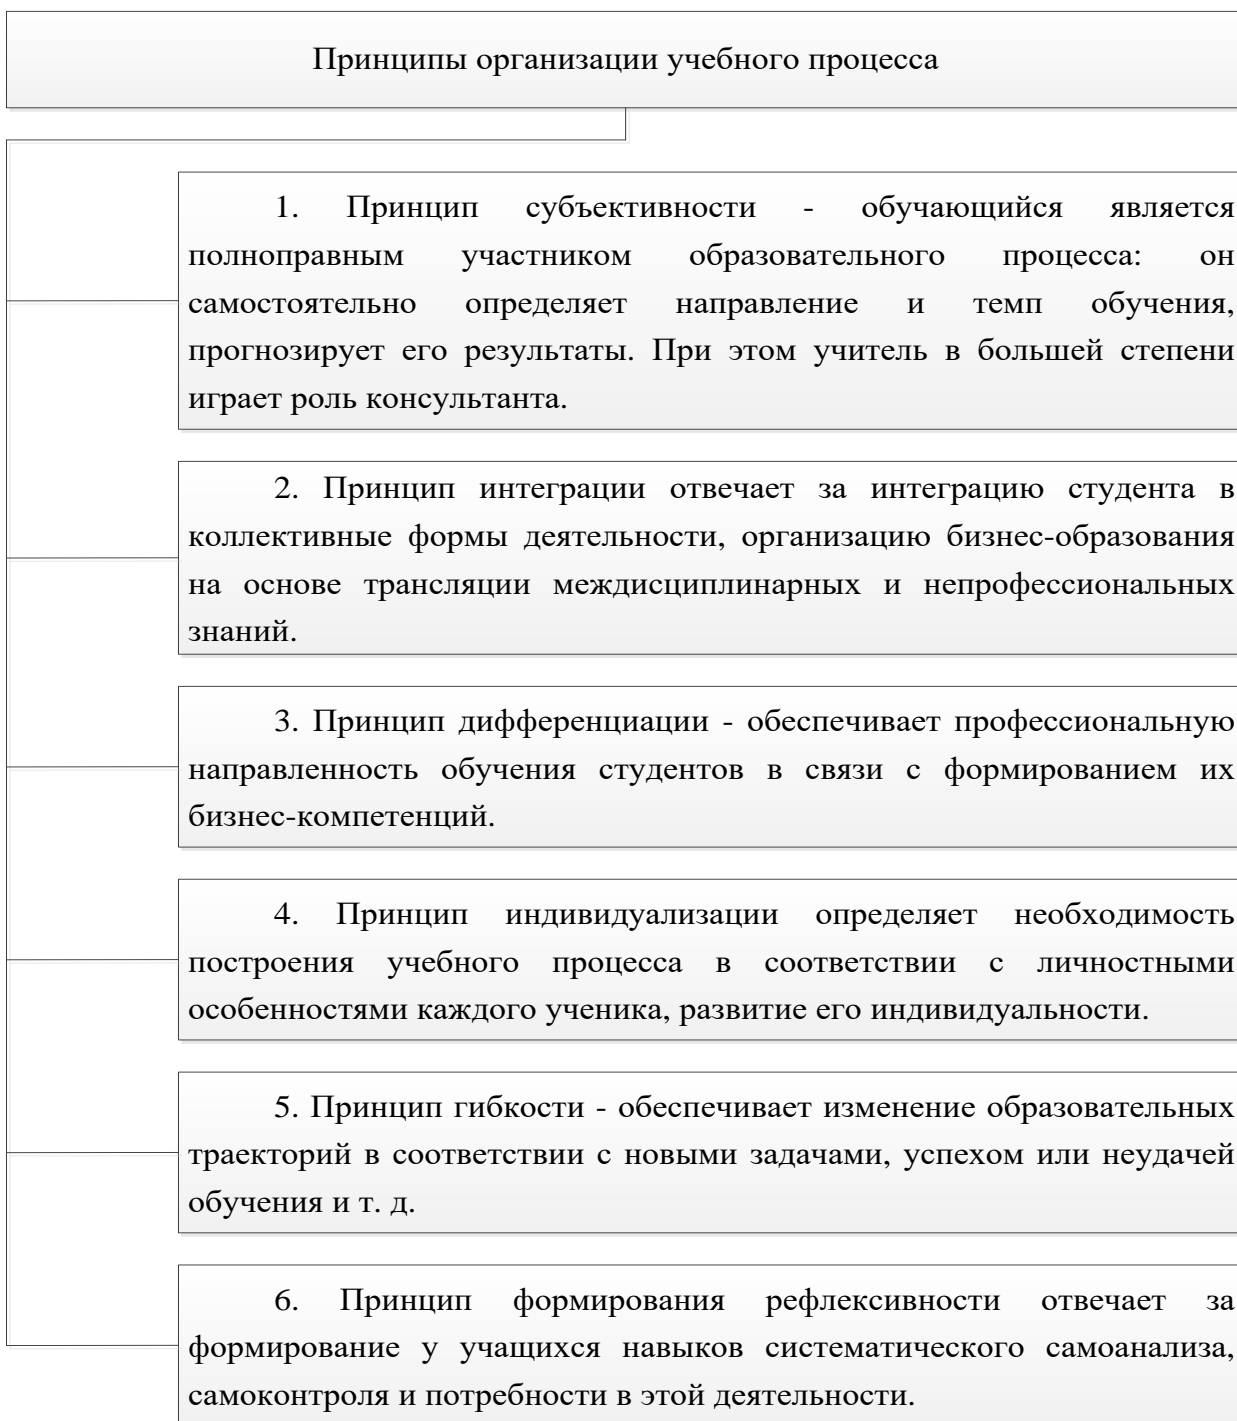 Принципы организации учебного процесса
1. Принцип субъективности - обучающийся является
полноправным участником образовательного процесса: он
самостоятельно определяет направление и темп обучения,
прогнозирует его результаты. При этом учитель в большей степени
играет роль консультанта.
2. Принцип интеграции отвечает за интеграцию студента в
коллективные формы деятельности, организацию бизнес-образования
на основе трансляции междисциплинарных и непрофессиональных
знаний.
3. Принцип дифференциации - обеспечивает профессиональную
направленность обучения студентов в связи с формированием их
бизнес-компетенций.
4. Принцип индивидуализации определяет необходимость
построения учебного процесса в соответствии с личностными
особенностями каждого ученика, развитие его индивидуальности.
5. Принцип гибкости - обеспечивает изменение образовательных
траекторий в соответствии с новыми задачами, успехом или неудачей
обучения и т. д.
6. Принцип формирования рефлексивности отвечает за
формирование у учащихся навыков систематического самоанализа,
самоконтроля и потребности в этой деятельности.